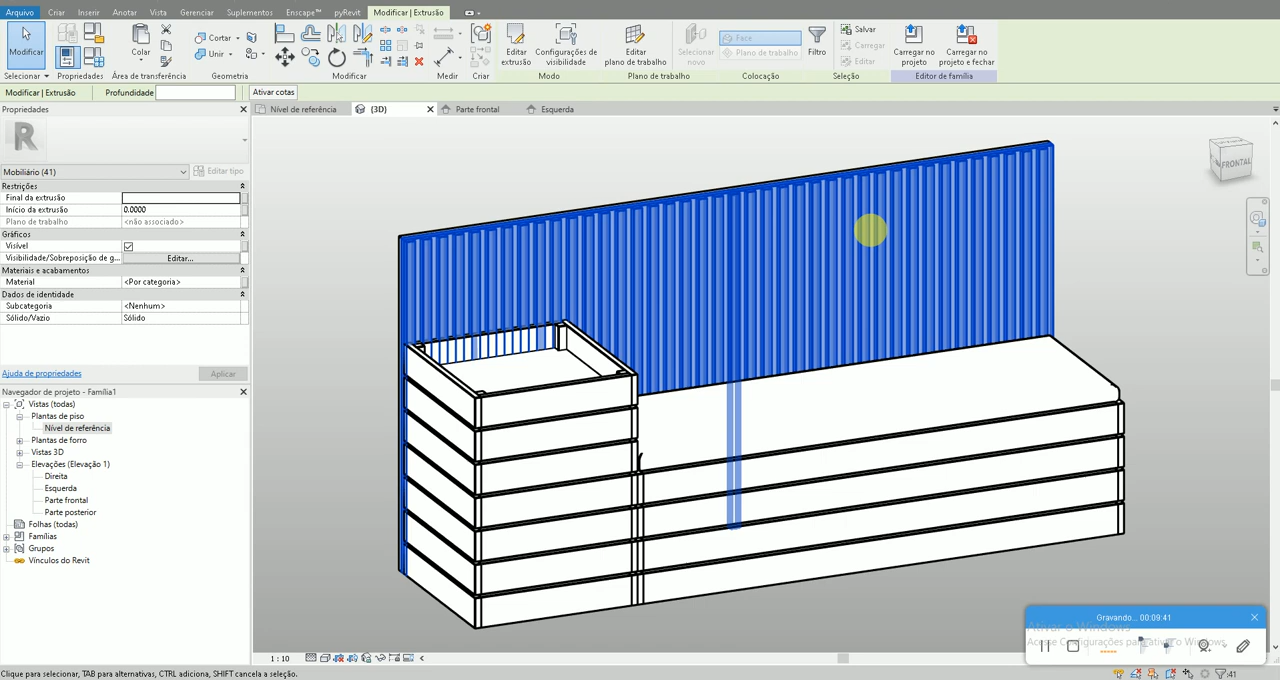 Arquivo Criar Inserir Anotar Vista Gerenciar Suplementos Enscape™ pyRevit Modificar | Extrusão
Modificar
Colar
Cortar
Unir
Editar extrusão
Configurações de visibilidade
Editar plano de trabalho
Selecionar novo
Face
Plano de trabalho
Filtro
Salvar
Carregar
Editar
Carregar no projeto
Carregar no projeto e fechar
Selecionar Propriedades Área de transferência Geometria Modificar Medir Criar Modo Plano de trabalho Colocação Seleção Editor de família
Modificar | Extrusão Profundidade Ativar cotas
Propriedades
Nível de referência {3D} Parte frontal Esquerda
R
Mobiliário (41) Editar tipo
Restrições
Final da extrusão
Início da extrusão 0.0000
Plano de trabalho <não associado>
Gráficos
Visível
Visibilidade/Sobreposição de g... Editar...
Materiais e acabamentos
Material <Por categoria>
Dados de identidade
Subcategoria <Nenhum>
Sólido/Vazio Sólido
Ajuda de propriedades Aplicar
Navegador de projeto - Família1
Vistas (todas)
Plantas de piso
Nível de referência
Plantas de forro
Vistas 3D
Elevações (Elevação 1)
Direita
Esquerda
Parte frontal
Parte posterior
Folhas (todas)
Famílias
Grupos
Vínculos do Revit
FRONTAL
Gravando... 00:09:41
Ativar o Windows
Acesse Configurações para ativar o Windows.
1 : 10
Clique para selecionar, TAB para alternativas, CTRL adiciona, SHIFT cancela a seleção.
:41